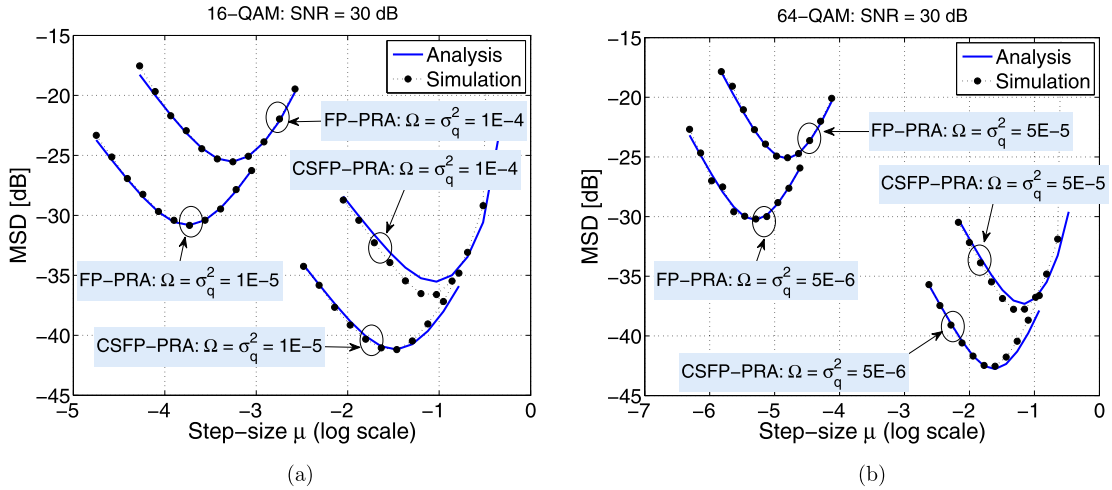 16−QAM: SNR = 30 dB
−15
−20
−25
−30
−35
−40
−45
MSD [dB]
Analysis
Simulation
FP−PRA: Ω = σ_q^2 = 1E−4
CSFP−PRA: Ω = σ_q^2 = 1E−4
FP−PRA: Ω = σ_q^2 = 1E−5
CSFP−PRA: Ω = σ_q^2 = 1E−5
−5 −4 −3 −2 −1 0
Step−size μ (log scale)
(a)
64−QAM: SNR = 30 dB
−15
−20
−25
−30
−35
−40
−45
MSD [dB]
Analysis
Simulation
FP−PRA: Ω = σ_q^2 = 5E−5
CSFP−PRA: Ω = σ_q^2 = 5E−5
FP−PRA: Ω = σ_q^2 = 5E−6
CSFP−PRA: Ω = σ_q^2 = 5E−6
−7 −6 −5 −4 −3 −2 −1 0
Step−size μ (log scale)
(b)